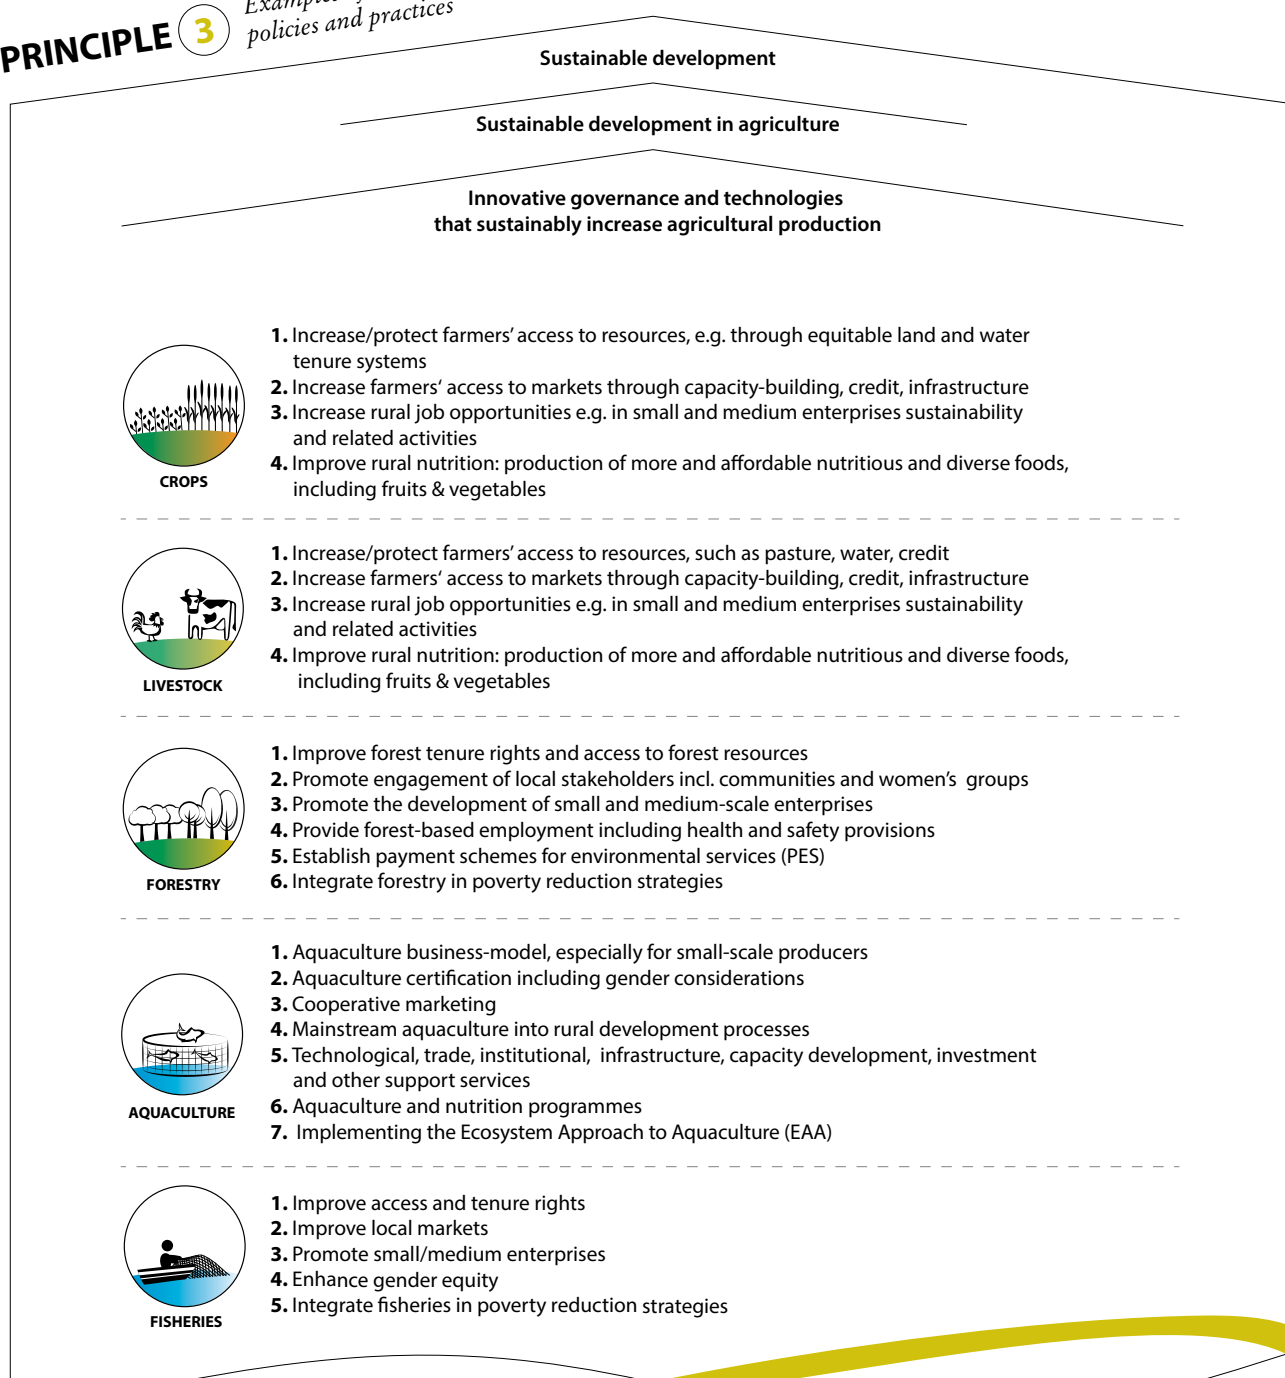 PRINCIPLE 3
policies and practices
Sustainable development
Sustainable development in agriculture
Innovative governance and technologies
that sustainably increase agricultural production
1. Increase/protect farmers’ access to resources, e.g. through equitable land and water
tenure systems
2. Increase farmers‘ access to markets through capacity-building, credit, infrastructure
3. Increase rural job opportunities e.g. in small and medium enterprises sustainability
and related activities
4. Improve rural nutrition: production of more and affordable nutritious and diverse foods,
including fruits & vegetables
CROPS
1. Increase/protect farmers’ access to resources, such as pasture, water, credit
2. Increase farmers‘ access to markets through capacity-building, credit, infrastructure
3. Increase rural job opportunities e.g. in small and medium enterprises sustainability
and related activities
4. Improve rural nutrition: production of more and affordable nutritious and diverse foods,
including fruits & vegetables
LIVESTOCK
1. Improve forest tenure rights and access to forest resources
2. Promote engagement of local stakeholders incl. communities and women’s groups
3. Promote the development of small and medium-scale enterprises
4. Provide forest-based employment including health and safety provisions
5. Establish payment schemes for environmental services (PES)
6. Integrate forestry in poverty reduction strategies
FORESTRY
1. Aquaculture business-model, especially for small-scale producers
2. Aquaculture certification including gender considerations
3. Cooperative marketing
4. Mainstream aquaculture into rural development processes
5. Technological, trade, institutional, infrastructure, capacity development, investment
and other support services
6. Aquaculture and nutrition programmes
7. Implementing the Ecosystem Approach to Aquaculture (EAA)
AQUACULTURE
1. Improve access and tenure rights
2. Improve local markets
3. Promote small/medium enterprises
4. Enhance gender equity
5. Integrate fisheries in poverty reduction strategies
FISHERIES